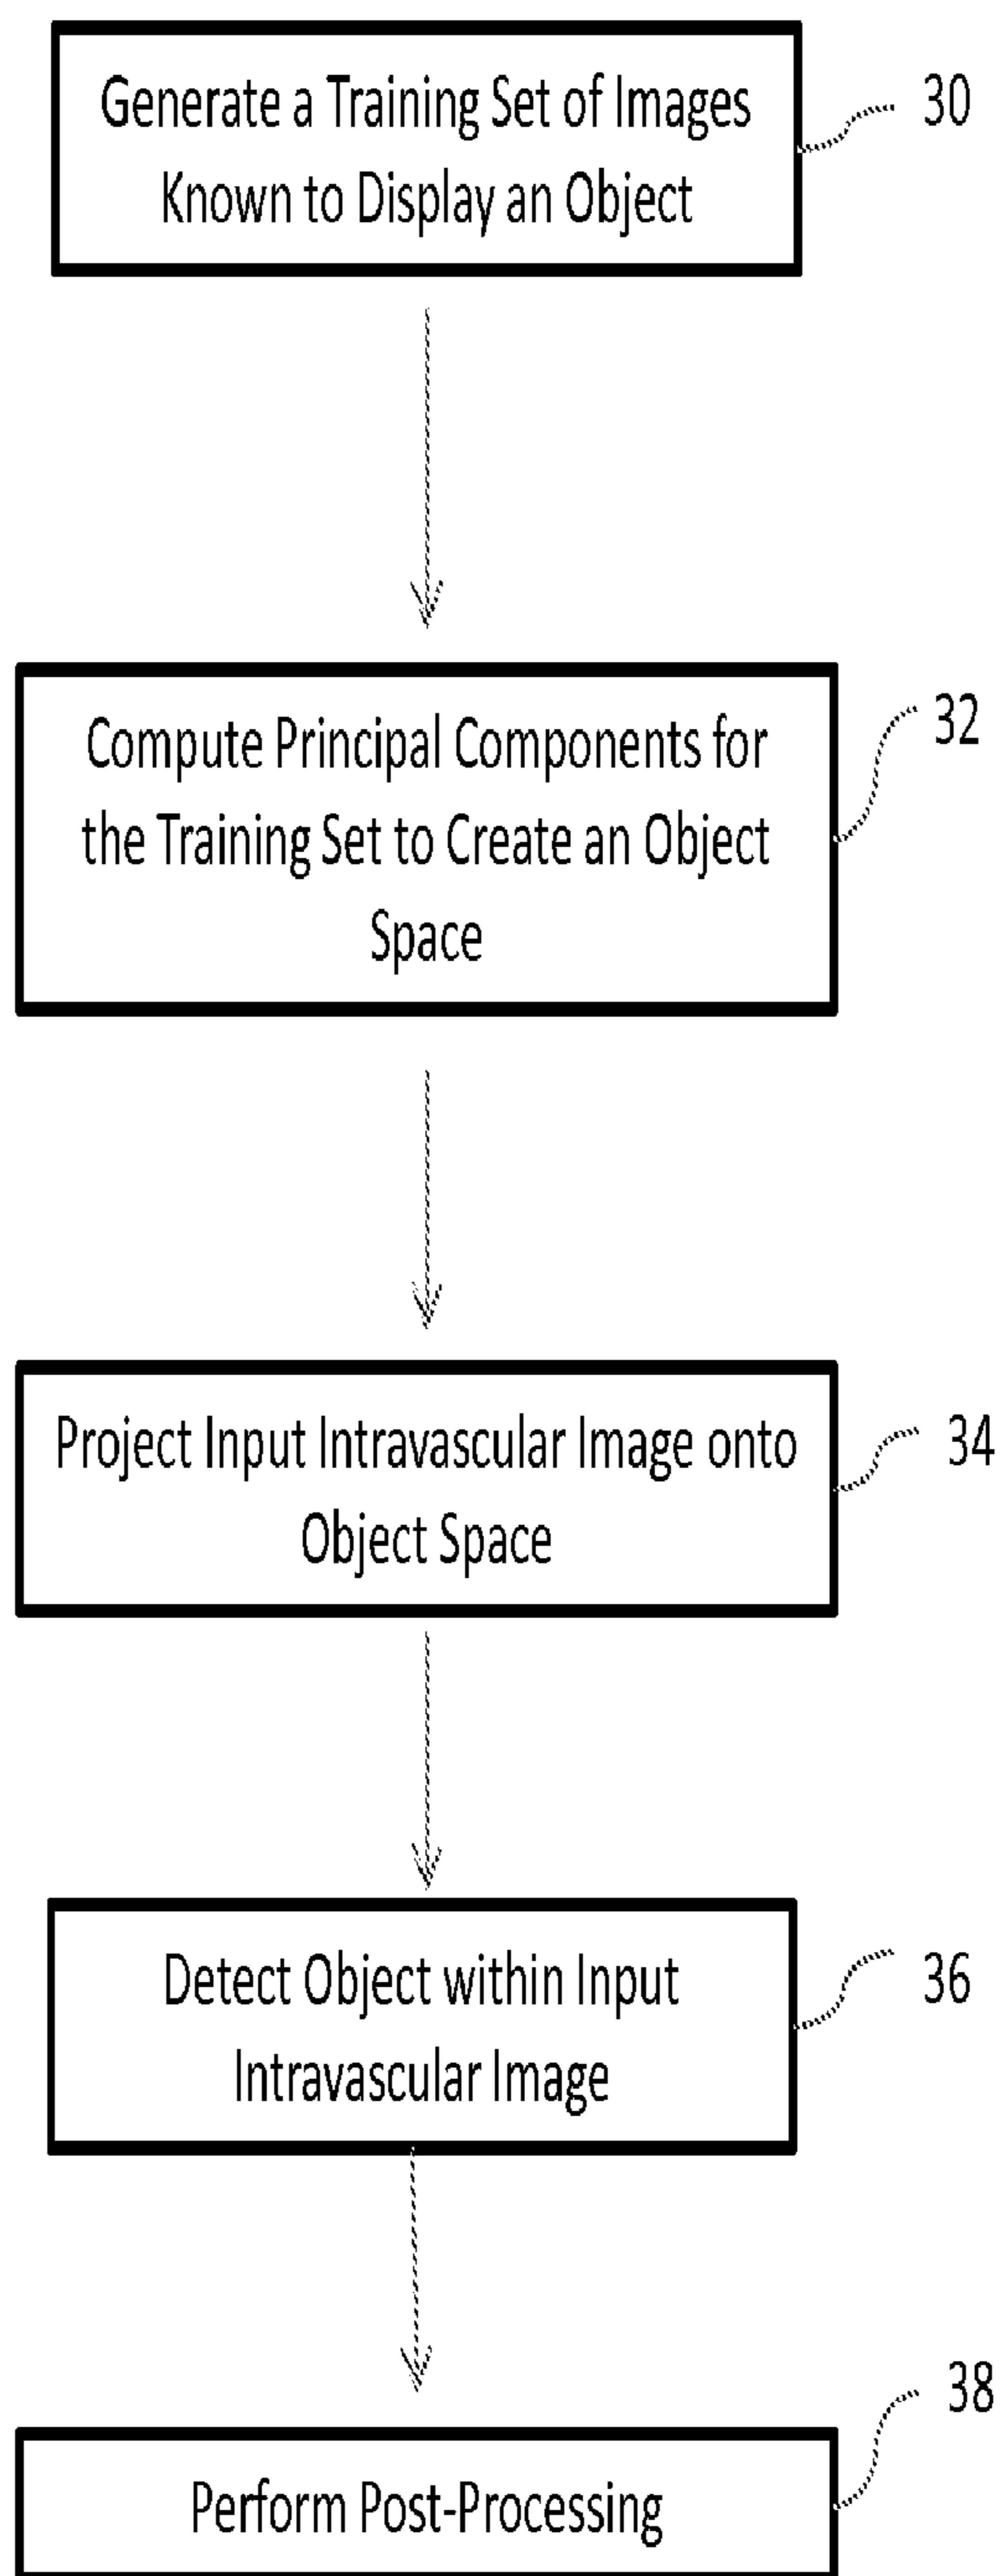 Generate a Training Set of Images
Known to Display an Object
30
Compute Principal Components for
the Training Set to Create an Object
Space
32
Project Input Intravascular Image onto
Object Space
34
Detect Object within Input
Intravascular Image
36
Perform Post-Processing
38